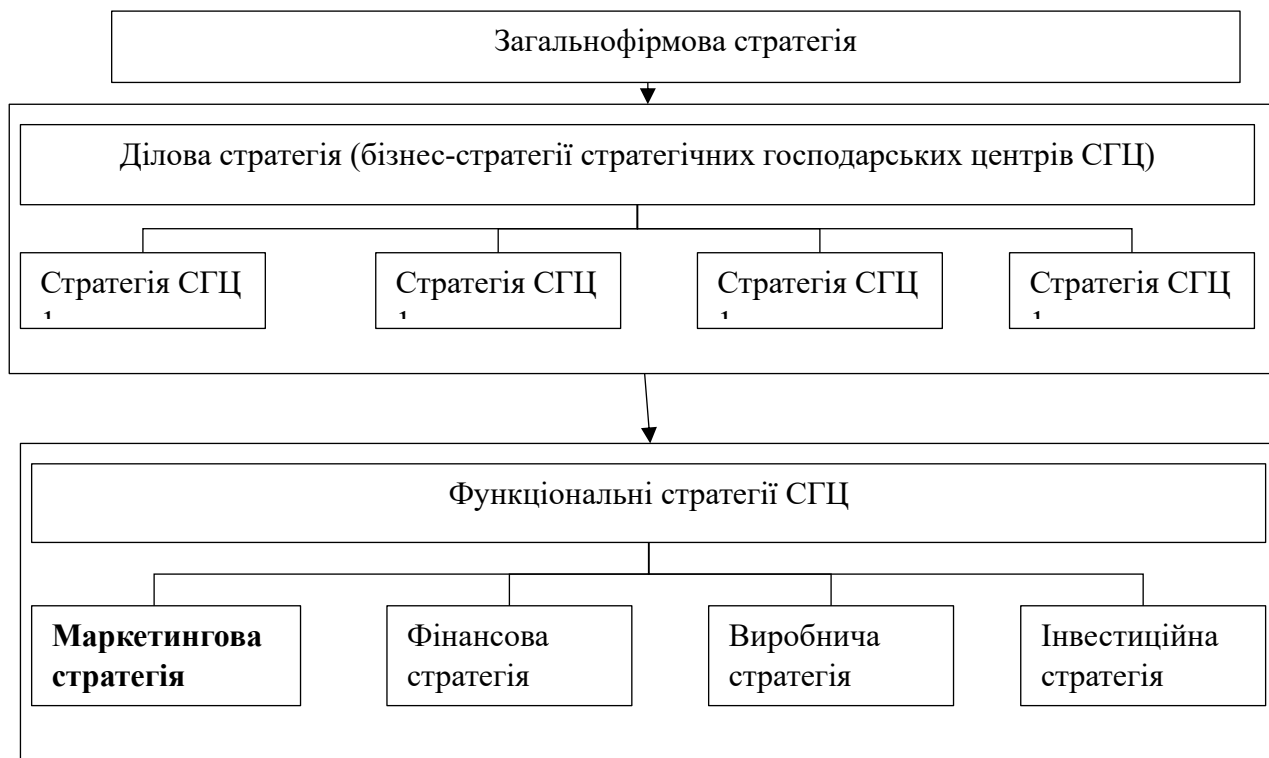 Загальнофірмова стратегія
Ділова стратегія (бізнес-стратегії стратегічних господарських центрів СГЦ)
Стратегія СГЦ
Стратегія СГЦ
Стратегія СГЦ
Стратегія СГЦ
Функціональні стратегії СГЦ
Маркетингова
стратегія
Фінансова
стратегія
Виробнича
стратегія
Інвестиційна
стратегія